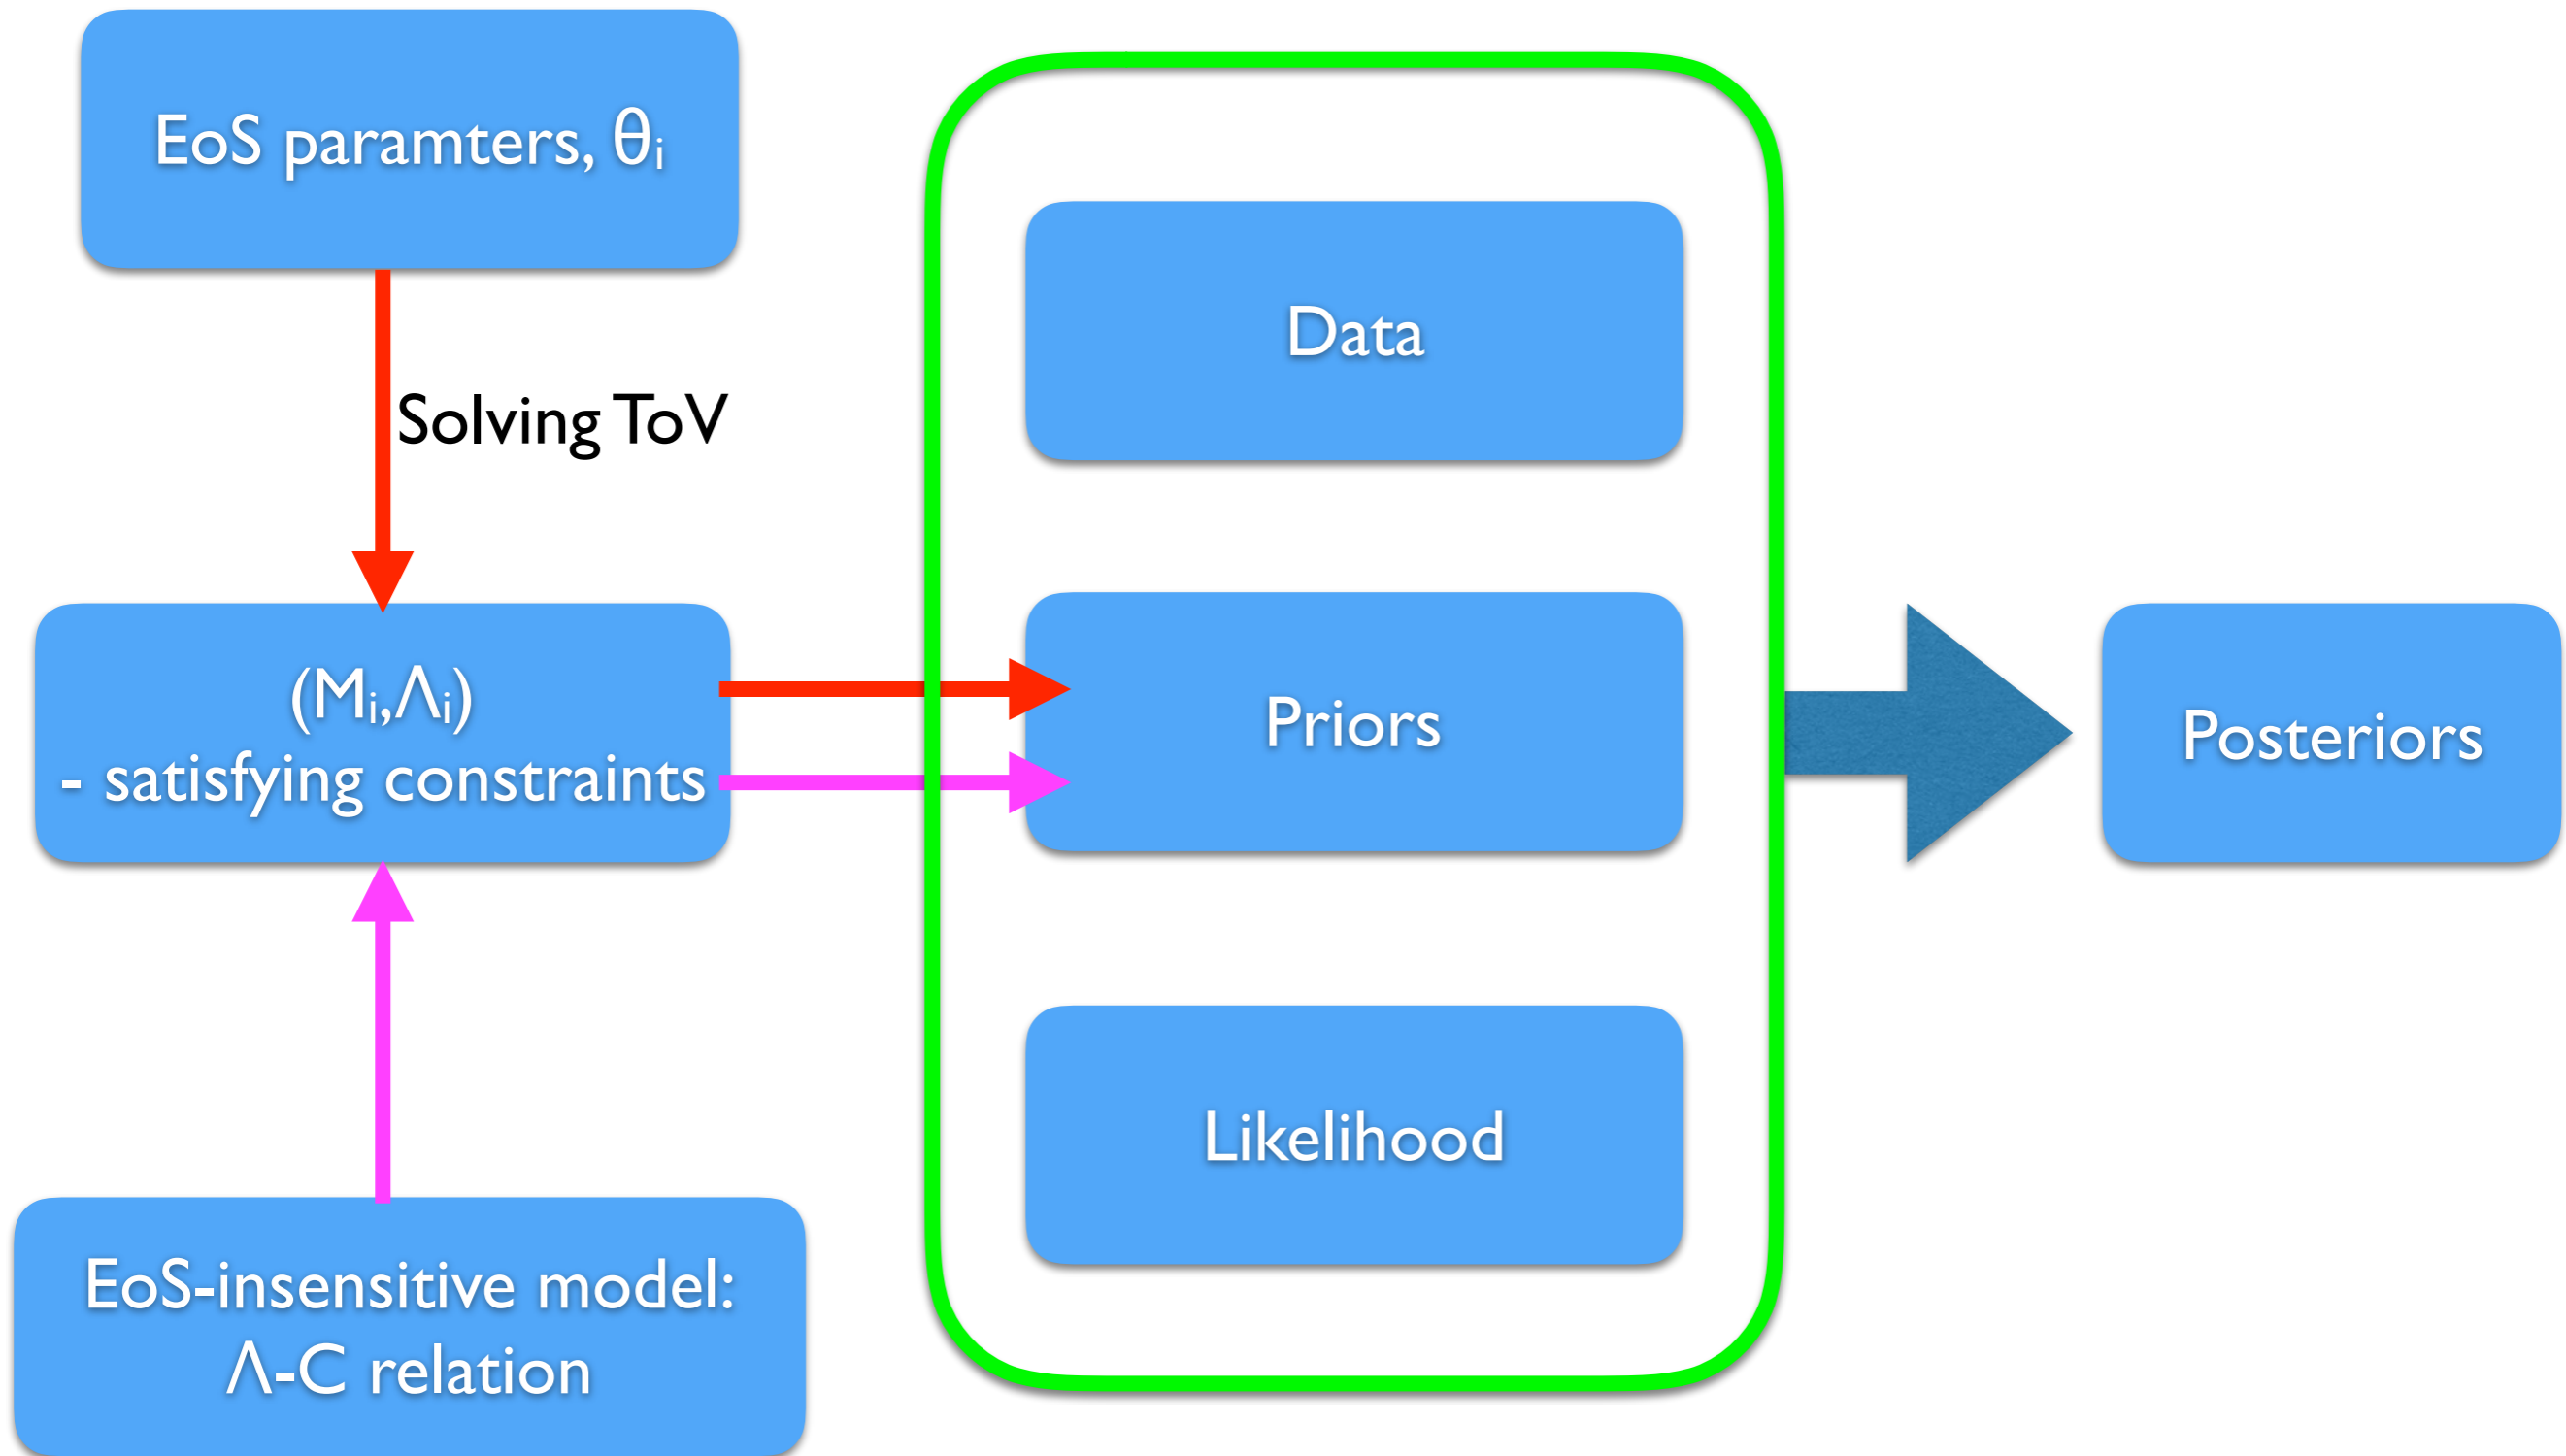 EoS paramters, θi
Solving ToV
(Mi,Λi)
- satisfying constraints
EoS-insensitive model:
Λ-C relation
Data
Priors
Likelihood
Posteriors